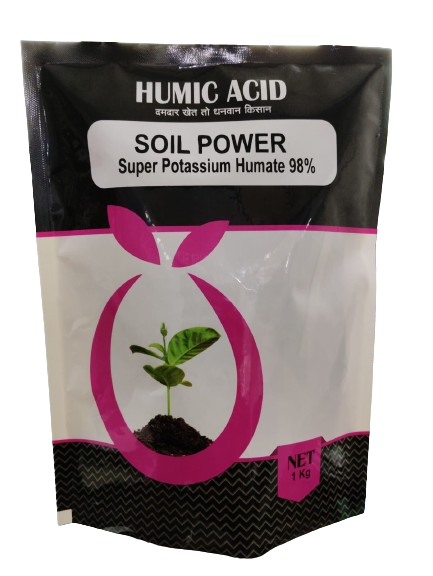 HUMIC ACID
दमदार खेत तो धनवान किसान
SOIL POWER
Super Potassium Humate 98%
NET
1 Kg